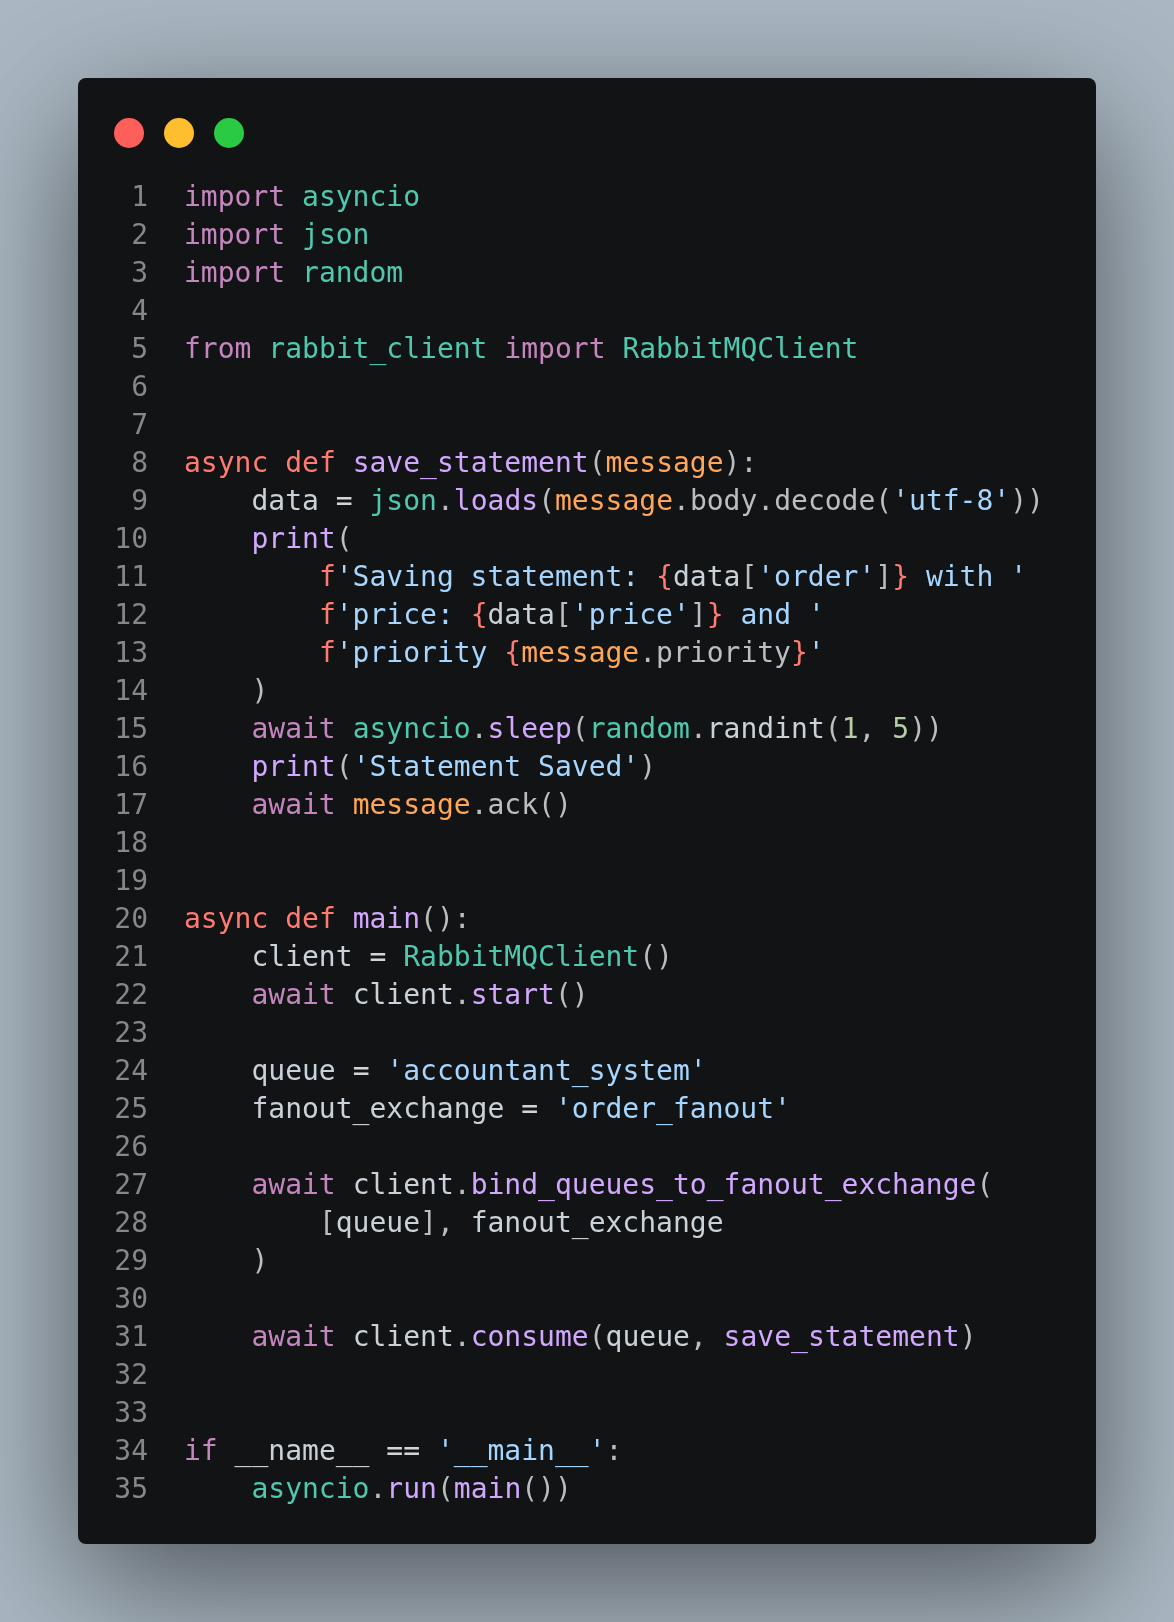 1 import asyncio
2 import json
3 import random
4
5 from rabbit_client import RabbitMQClient
6
7
8 async def save_statement(message):
9     data = json.loads(message.body.decode('utf-8'))
10     print(
11         f'Saving statement: {data['order']} with '
12         f'price: {data['price']} and '
13         f'priority {message.priority}'
14     )
15     await asyncio.sleep(random.randint(1, 5))
16     print('Statement Saved')
17     await message.ack()
18
19
20 async def main():
21     client = RabbitMQClient()
22     await client.start()
23
24     queue = 'accountant_system'
25     fanout_exchange = 'order_fanout'
26
27     await client.bind_queues_to_fanout_exchange(
28         [queue], fanout_exchange
29     )
30
31     await client.consume(queue, save_statement)
32
33
34 if __name__ == '__main__':
35     asyncio.run(main())